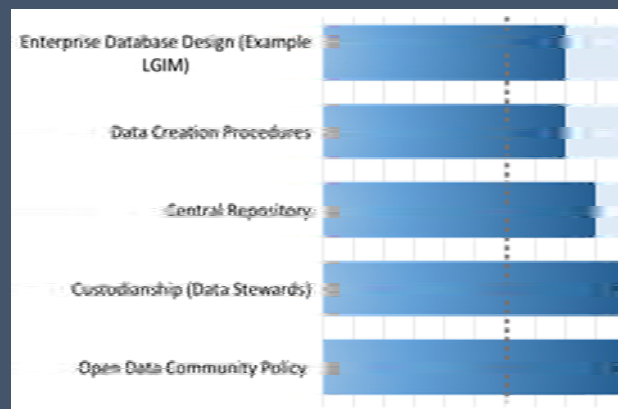 Enterprise Database Design (Example
LGIM)
Data Creation Procedures
Central Repository
Custodianship (Data Stewards)
Open Data Community Policy